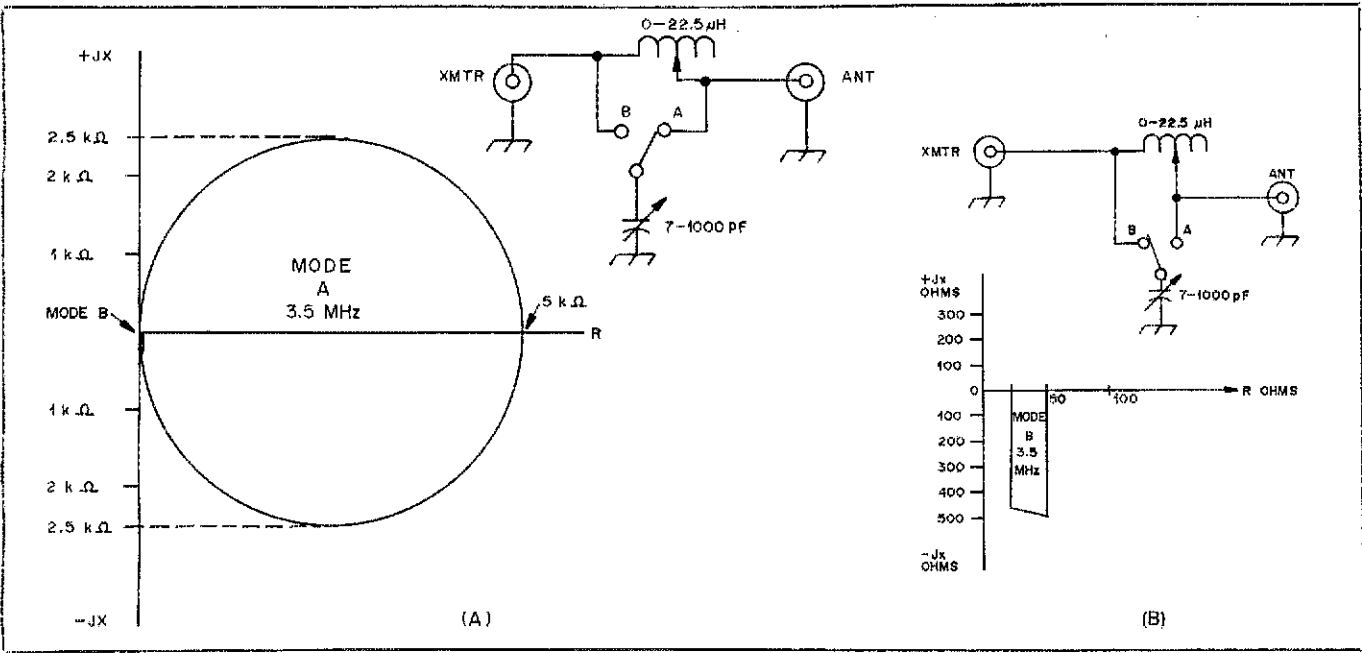 +JX
2.5 kΩ
2 kΩ
1 kΩ
MODE B
MODE
A
3.5 MHz
5 kΩ
R
1 kΩ
2 kΩ
2.5 kΩ
-JX
(A)
0-22.5 μH
XMTR
ANT
B
A
7-1000 pF
0-22.5 μH
XMTR
ANT
B
A
7-1000 pF
+Jx
OHMS
300
200
100
0
50
100
R OHMS
100
200
300
400
500
MODE
B
3.5
MHz
-Jx
OHMS
(B)